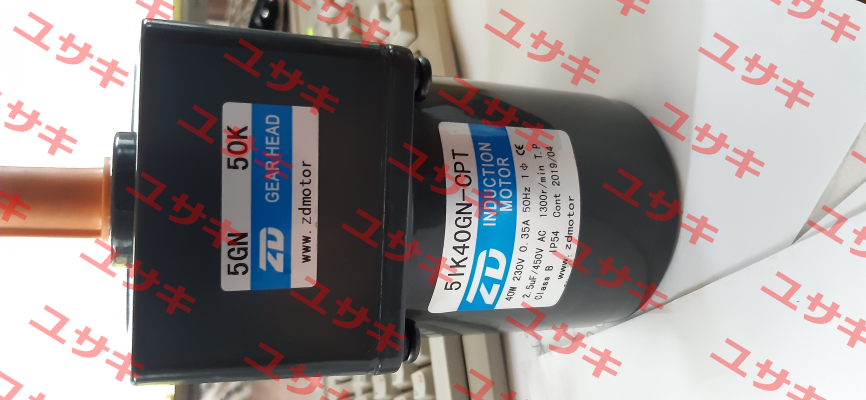 5GN 50K
ZD GEAR HEAD
www.zdmotor
51K40GN-CPT
ZD INDUCTION MOTOR
40W 230V 0.35A 50Hz 1Φ CE
2.5uF/450V AC 1300r/min T.P
Class B IP54 Cont 2019/04
www.zdmotor
ユサキ